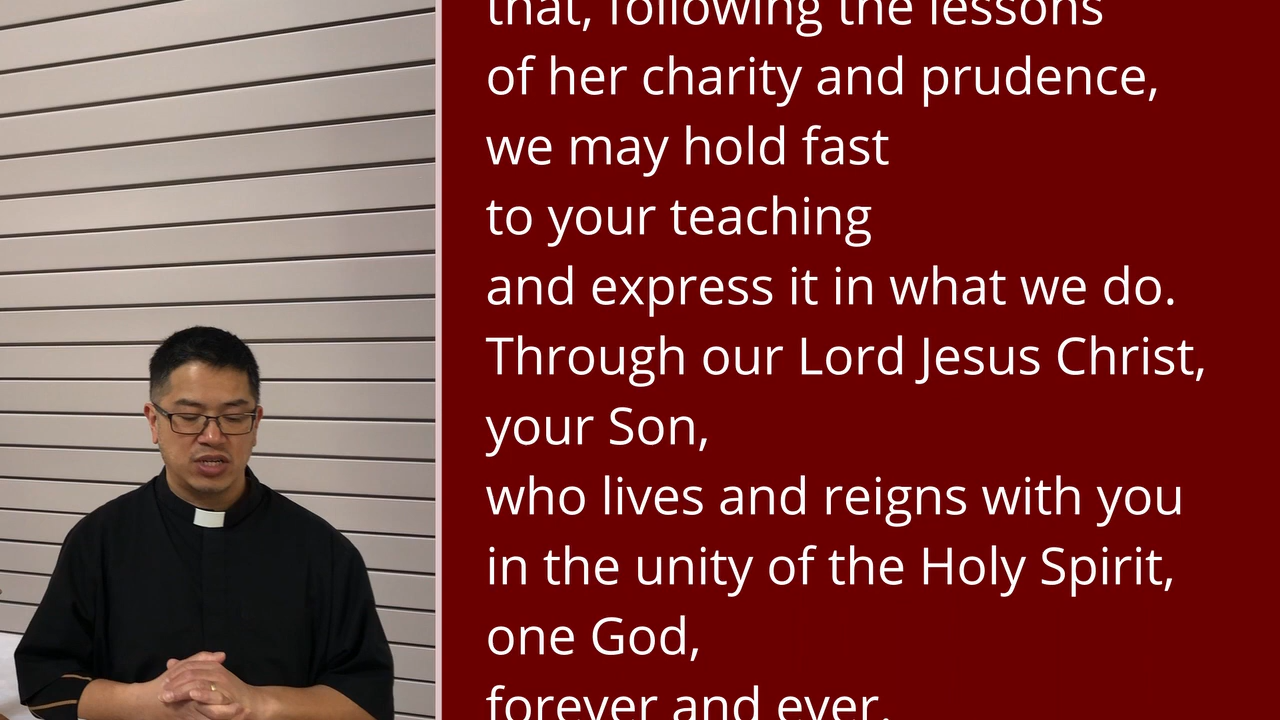 that, following the lessons
of her charity and prudence,
we may hold fast
to your teaching
and express it in what we do.
Through our Lord Jesus Christ,
your Son,
who lives and reigns with you
in the unity of the Holy Spirit,
one God,
forever and ever.